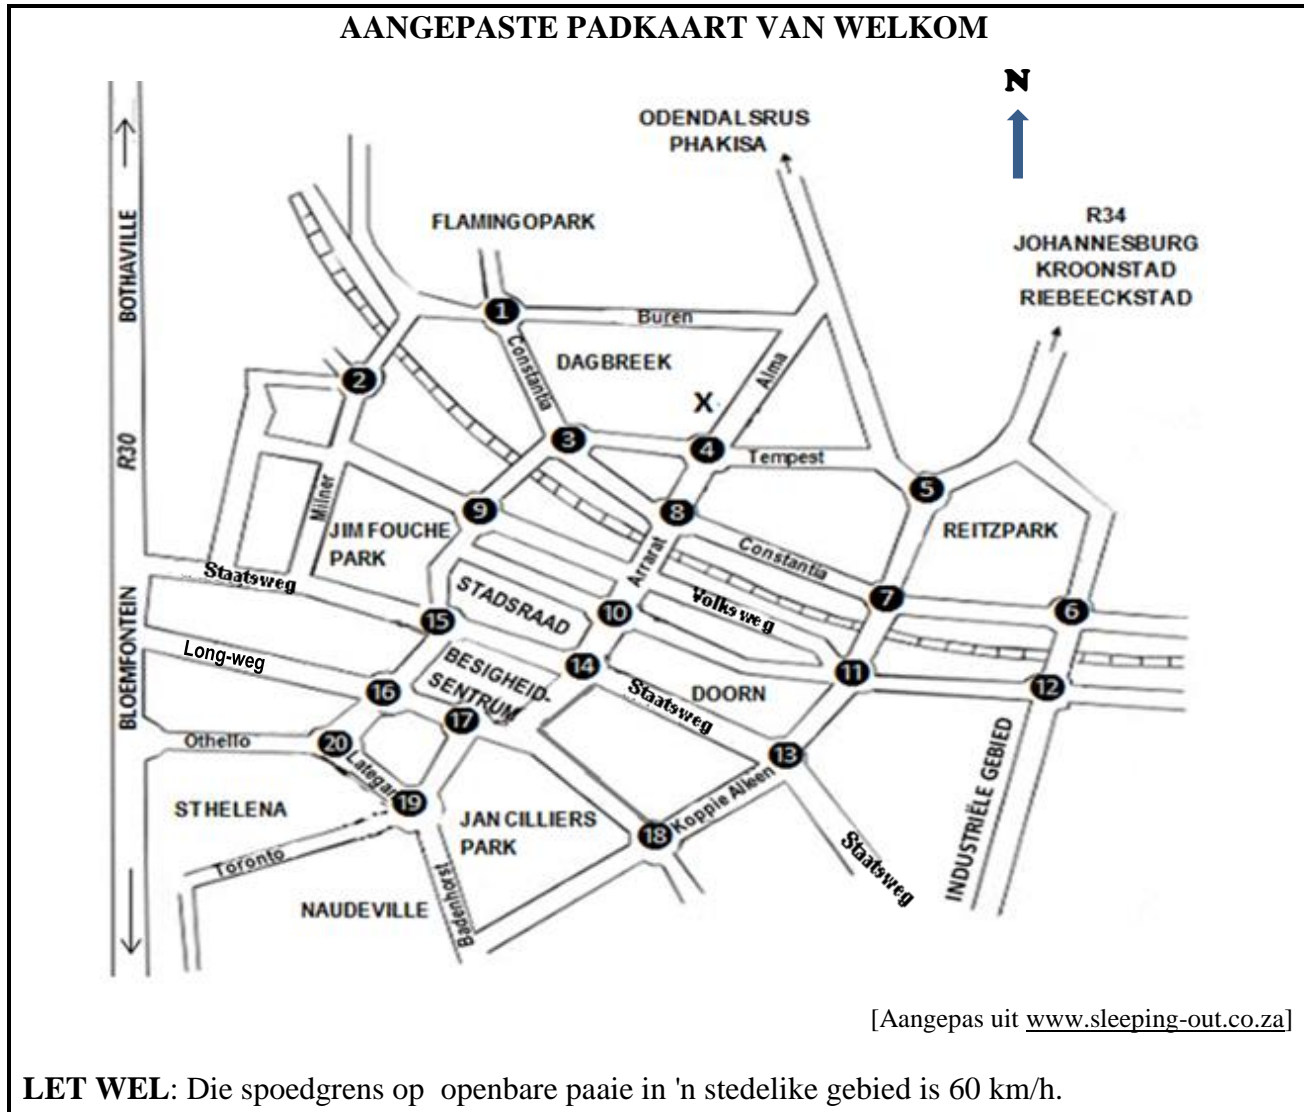 AANGEPASTE PADKAART VAN WELKOM
N
ODENDALSRUS
PHAKISA
R34
JOHANNESBURG
KROONSTAD
RIEBEECKSTAD
FLAMINGOPARK
BOTHAVILLE
1
Buren
Constantia
DAGBREEK
Alma
2
X
3
4
Tempest
R30
5
Milner
9
8
REITZPARK
JIM FOUCHE
PARK
Constantia
Arrarat
Staatsweg
STADSRAAD
Volksweg
7
6
10
15
BLOEMFONTEIN
Long-weg
BESIGHEID-
SENTRUM
14
11
12
16
DOORN
Staatsweg
17
Othello
20
13
Lategan
19
ST HELENA
JAN CILLIERS
PARK
18
Koppie Alleen
INDUSTRIËLE GEBIED
Toronto
Staatsweg
NAUDEVILLE
Badenhorst
[Aangepas uit www.sleeping-out.co.za]
LET WEL: Die spoedgrens op openbare paaie in 'n stedelike gebied is 60 km/h.